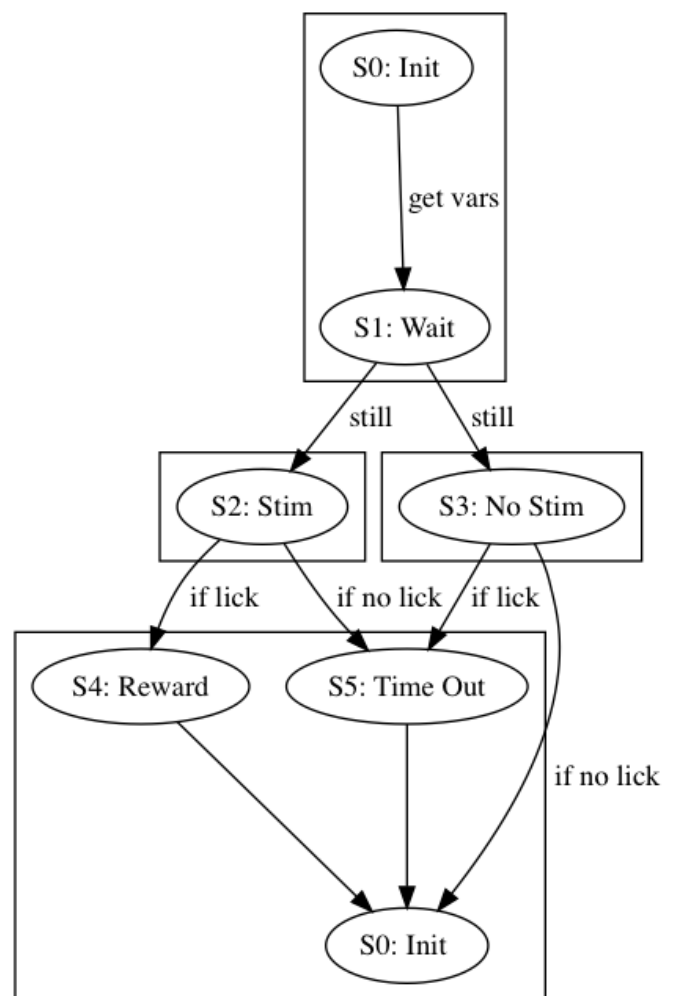 S0: Init
get vars
S1: Wait
still
still
S2: Stim
S3: No Stim
if lick
if no lick
if lick
S4: Reward
S5: Time Out
if no lick
S0: Init